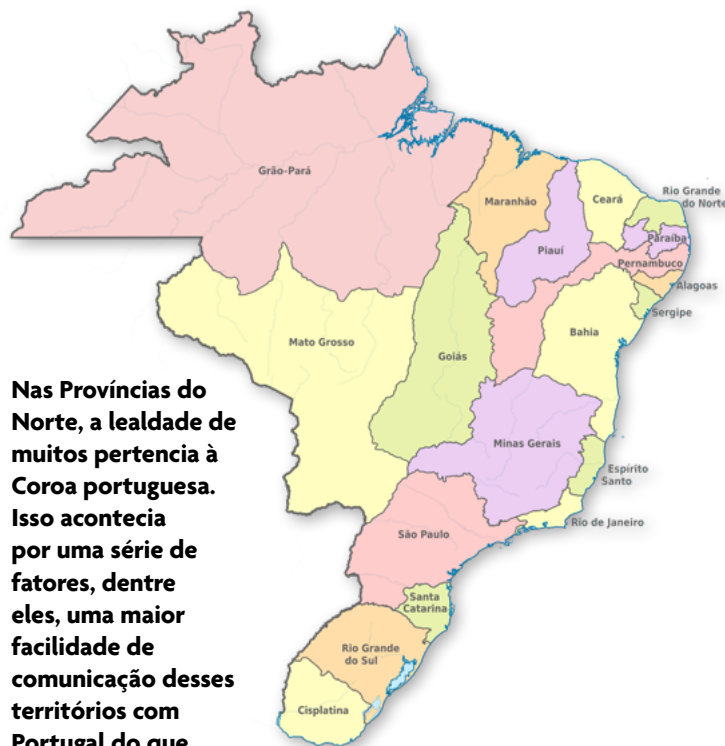 Grão-Pará
Maranhão
Ceará
Rio Grande
do Norte
Paraíba
Piauí
Pernambuco
Alagoas
Sergipe
Bahia
Mato Grosso
Goiás
Minas Gerais
Espírito
Santo
Rio de Janeiro
São Paulo
Santa
Catarina
Rio Grande
do Sul
Cisplatina
Nas Províncias do
Norte, a lealdade de
muitos pertencia à
Coroa portuguesa.
Isso acontecia
por uma série de
fatores, dentre
eles, uma maior
facilidade de
comunicação desses
territórios com
Portugal do que